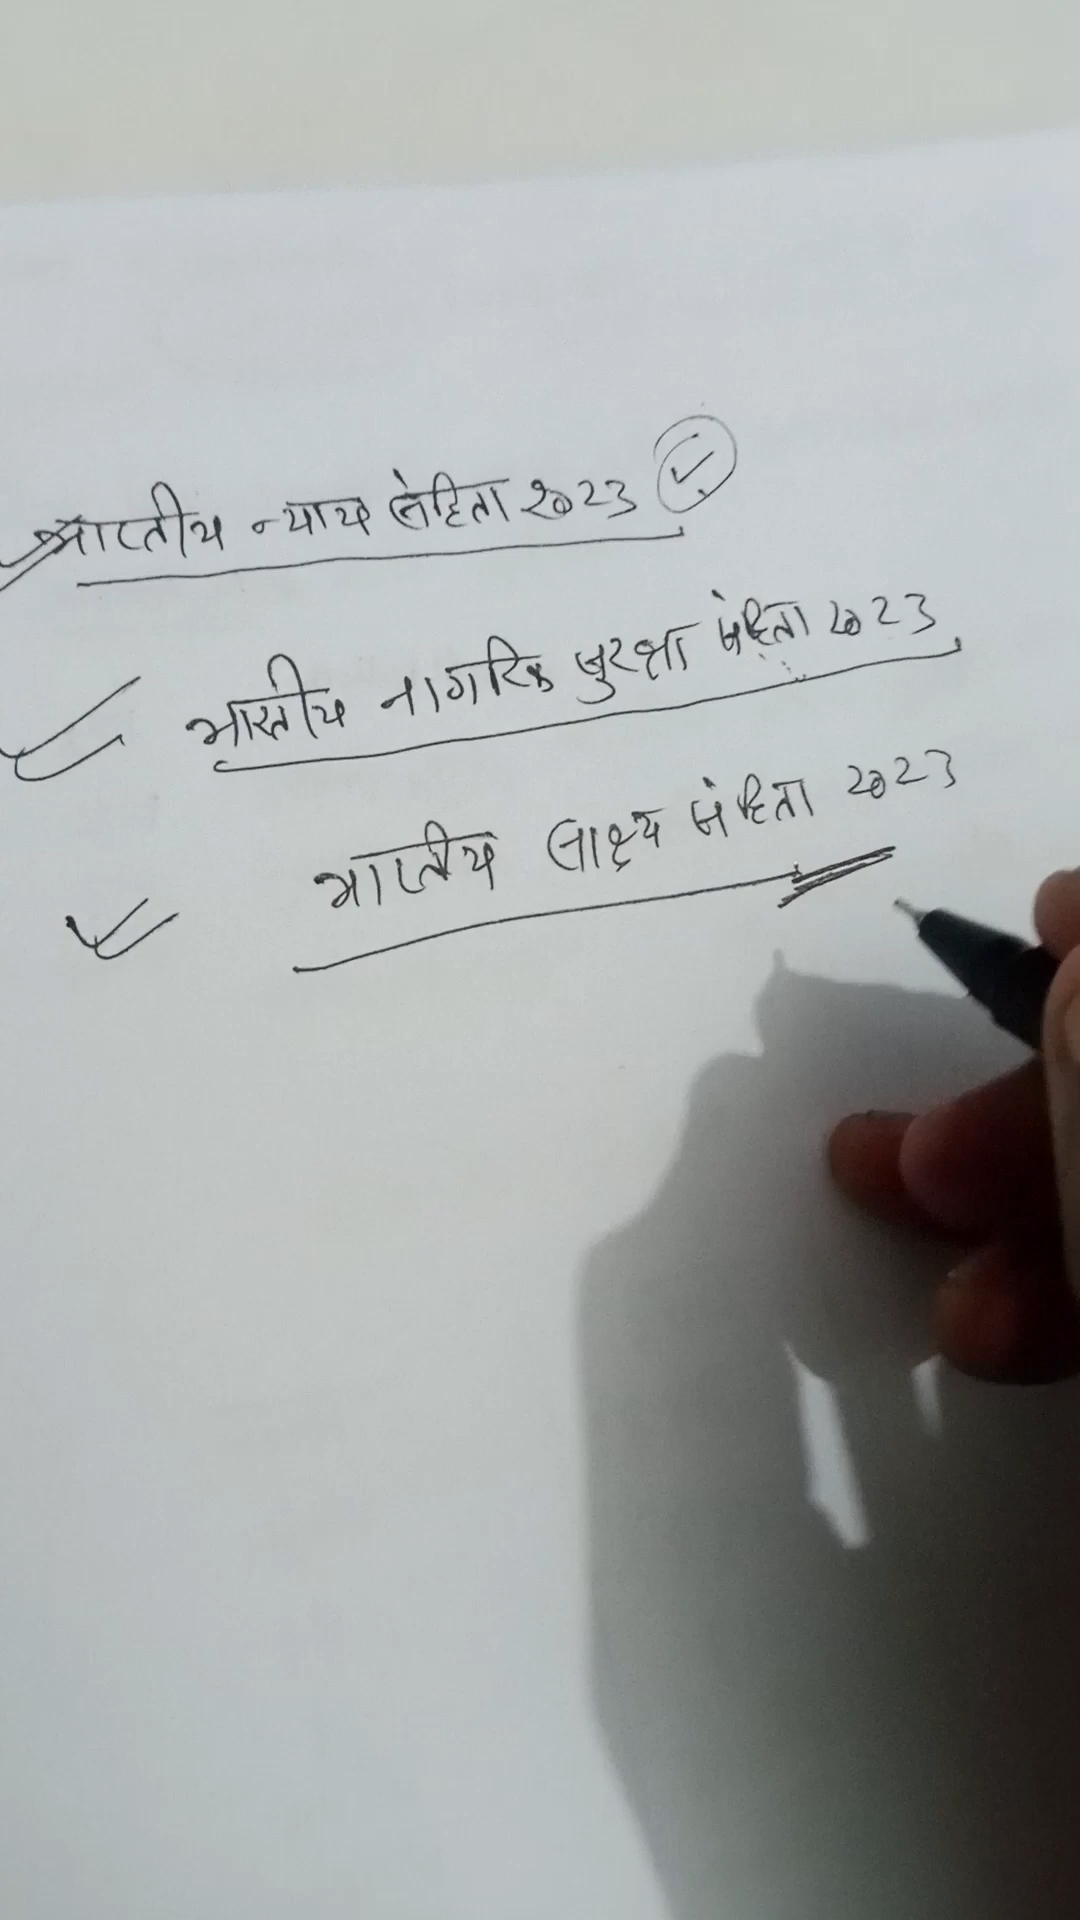 भारतीय न्याय संहिता 2023
भारतीय नागरिक सुरक्षा संहिता 2023
भारतीय साक्ष्य संहिता 2023